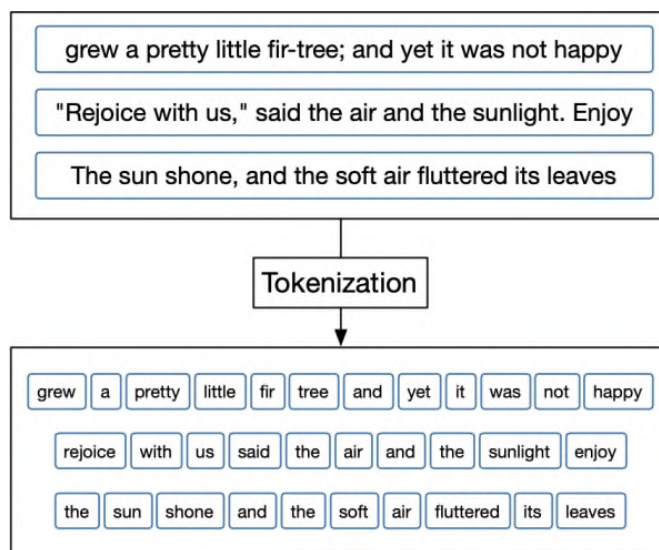 grew a pretty little fir-tree; and yet it was not happy
"Rejoice with us," said the air and the sunlight. Enjoy
The sun shone, and the soft air fluttered its leaves
Tokenization
grew a pretty little fir tree and yet it was not happy
rejoice with us said the air and the sunlight enjoy
the sun shone and the soft air fluttered its leaves